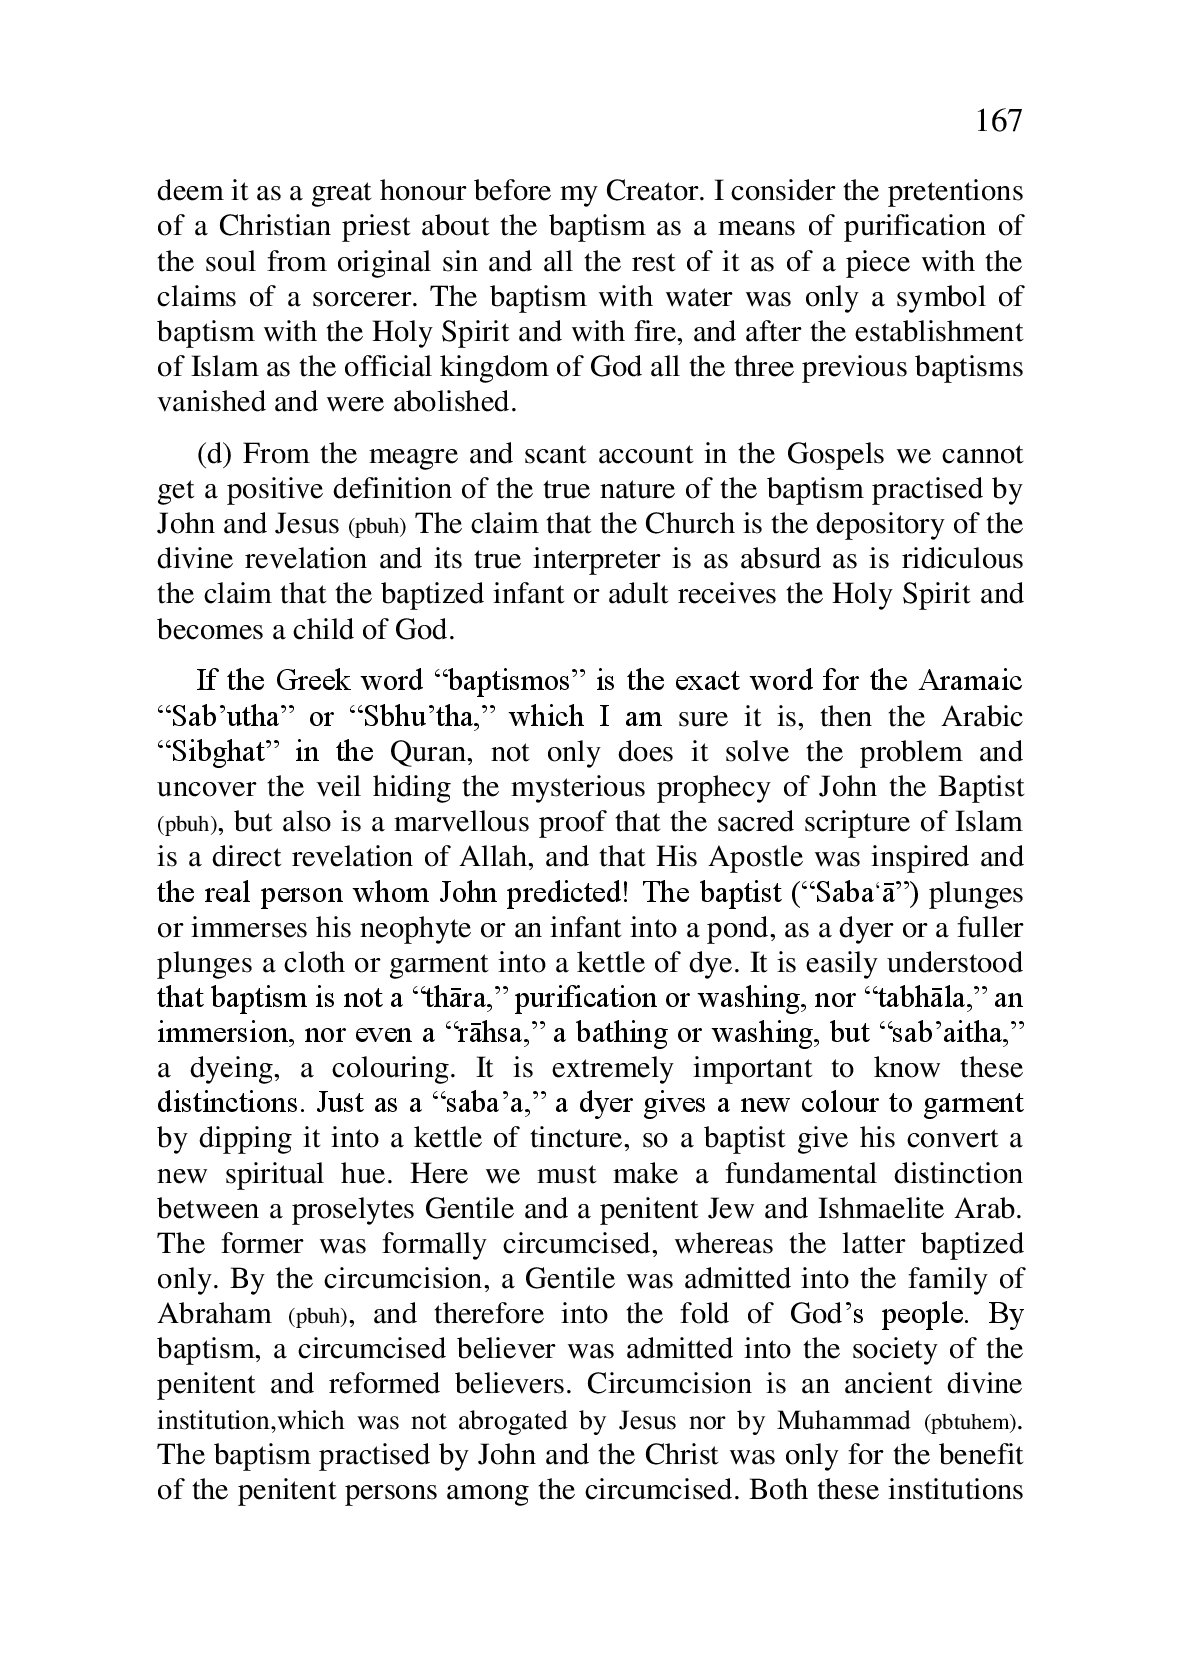 167
deem it as a great honour before my Creator. I consider the pretentions
of a Christian priest about the baptism as a means of purification of
the soul from original sin and all the rest of it as of a piece with the
claims of a sorcerer. The baptism with water was only a symbol of
baptism with the Holy Spirit and with fire, and after the establishment
of Islam as the official kingdom of God all the three previous baptisms
vanished and were abolished.
(d) From the meagre and scant account in the Gospels we cannot
get a positive definition of the true nature of the baptism practised by
John and Jesus (pbuh) The claim that the Church is the depository of the
divine revelation and its true interpreter is as absurd as is ridiculous
the claim that the baptized infant or adult receives the Holy Spirit and
becomes a child of God.
If the Greek word “baptismos” is the exact word for the Aramaic
“Sab’utha” or “Sbhu’tha,” which I am sure it is, then the Arabic
“Sibghat” in the Quran, not only does it solve the problem and
uncover the veil hiding the mysterious prophecy of John the Baptist
(pbuh), but also is a marvellous proof that the sacred scripture of Islam
is a direct revelation of Allah, and that His Apostle was inspired and
the real person whom John predicted! The baptist (“Saba‘ā”) plunges
or immerses his neophyte or an infant into a pond, as a dyer or a fuller
plunges a cloth or garment into a kettle of dye. It is easily understood
that baptism is not a “thāra,” purification or washing, nor “tabhāla,” an
immersion, nor even a “rāhsa,” a bathing or washing, but “sab’aitha,”
a dyeing, a colouring. It is extremely important to know these
distinctions. Just as a “saba’a,” a dyer gives a new colour to garment
by dipping it into a kettle of tincture, so a baptist give his convert a
new spiritual hue. Here we must make a fundamental distinction
between a proselytes Gentile and a penitent Jew and Ishmaelite Arab.
The former was formally circumcised, whereas the latter baptized
only. By the circumcision, a Gentile was admitted into the family of
Abraham (pbuh), and therefore into the fold of God’s people. By
baptism, a circumcised believer was admitted into the society of the
penitent and reformed believers. Circumcision is an ancient divine
institution,which was not abrogated by Jesus nor by Muhammad (pbtuhem).
The baptism practised by John and the Christ was only for the benefit
of the penitent persons among the circumcised. Both these institutions